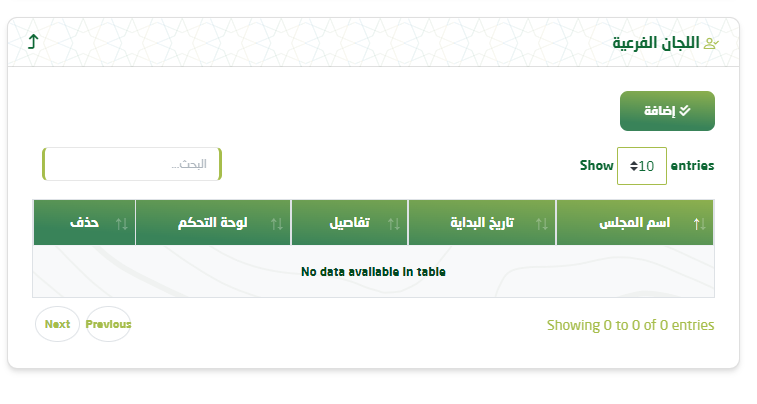 اللجان الفرعية
إضافة
Show 10 entries
البحث...
اسم المجلس تاريخ البداية تفاصيل لوحة التحكم حذف
No data available in table
Showing 0 to 0 of 0 entries
Previous Next